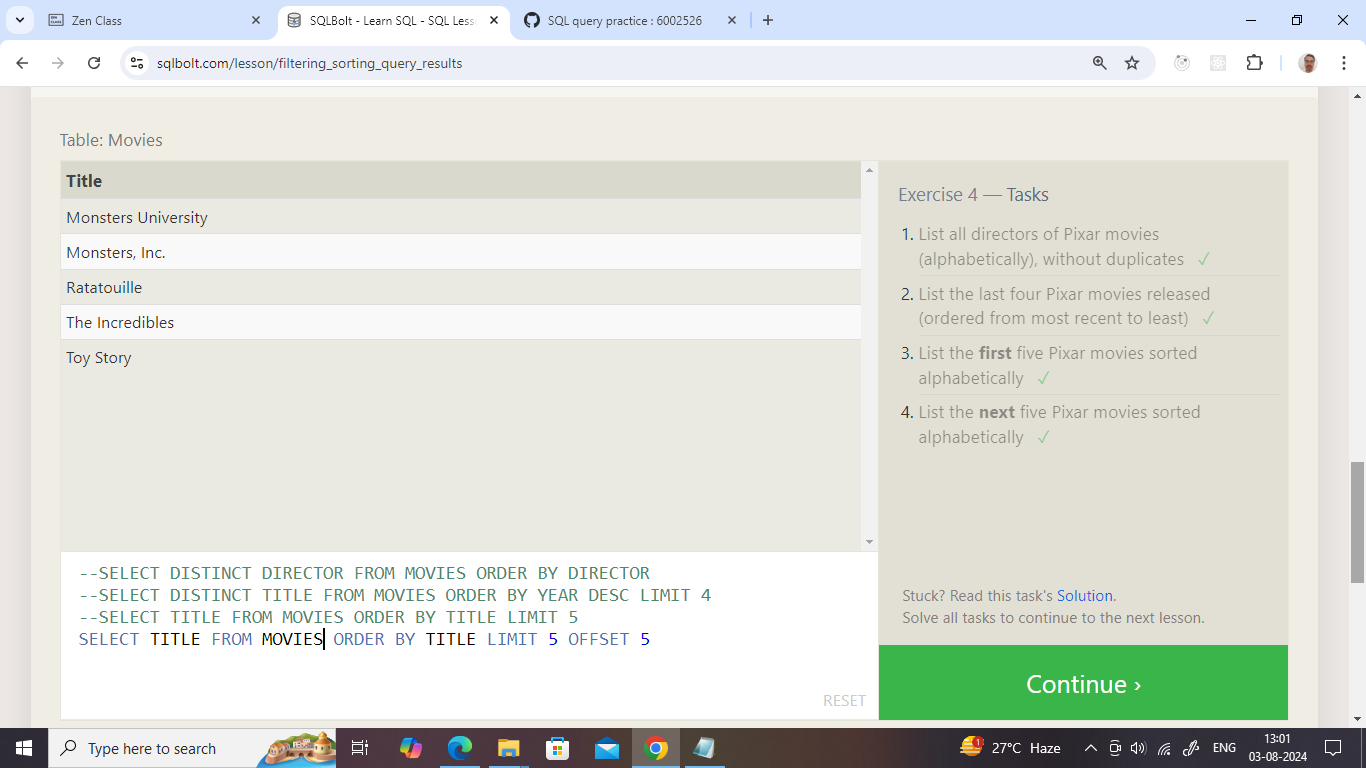 Zen Class
SQLBolt - Learn SQL - SQL Less
SQL query practice : 6002526
sqlbolt.com/lesson/filtering_sorting_query_results
Table: Movies
Title
Monsters University
Monsters, Inc.
Ratatouille
The Incredibles
Toy Story
Exercise 4 — Tasks
1. List all directors of Pixar movies
(alphabetically), without duplicates ✓
2. List the last four Pixar movies released
(ordered from most recent to least) ✓
3. List the first five Pixar movies sorted
alphabetically ✓
4. List the next five Pixar movies sorted
alphabetically ✓
Stuck? Read this task's Solution.
Solve all tasks to continue to the next lesson.
Continue ›
--SELECT DISTINCT DIRECTOR FROM MOVIES ORDER BY DIRECTOR
--SELECT DISTINCT TITLE FROM MOVIES ORDER BY YEAR DESC LIMIT 4
--SELECT TITLE FROM MOVIES ORDER BY TITLE LIMIT 5
SELECT TITLE FROM MOVIES ORDER BY TITLE LIMIT 5 OFFSET 5
RESET
Type here to search
1
27°C Haze
ENG
13:01
03-08-2024